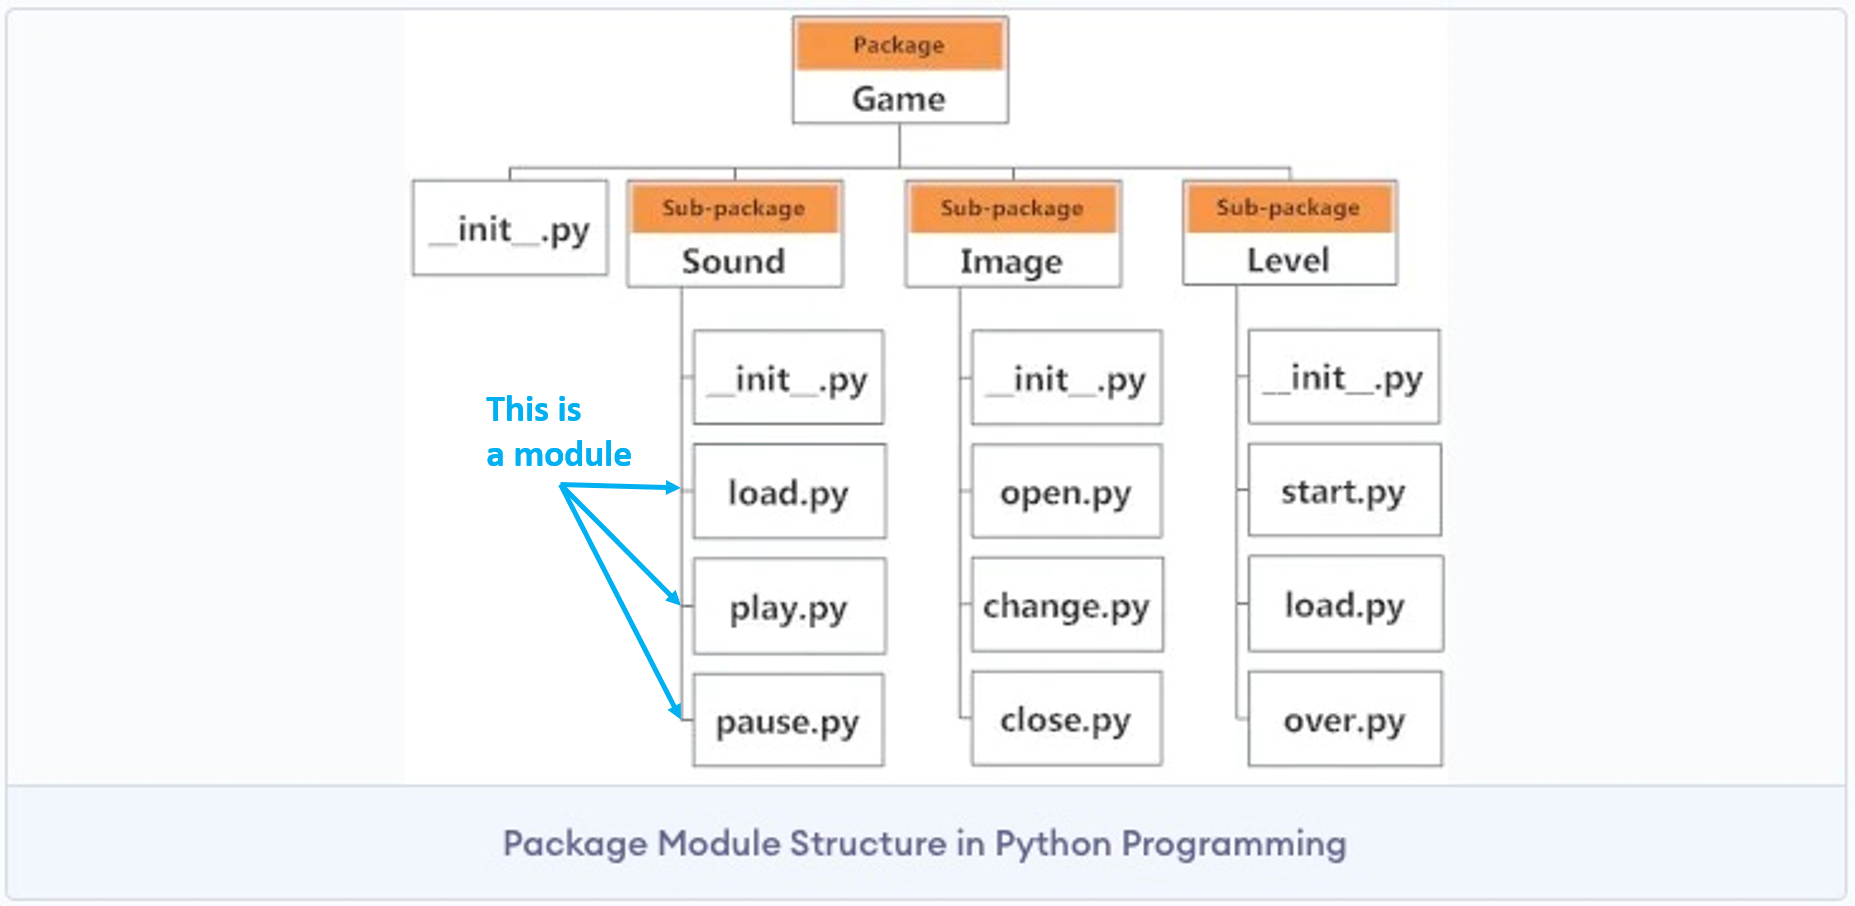 Package
Game
__init__.py
Sub-package
Sound
Sub-package
Image
Sub-package
Level
__init__.py
__init__.py
__init__.py
This is
a module
load.py
open.py
start.py
play.py
change.py
load.py
pause.py
close.py
over.py
Package Module Structure in Python Programming